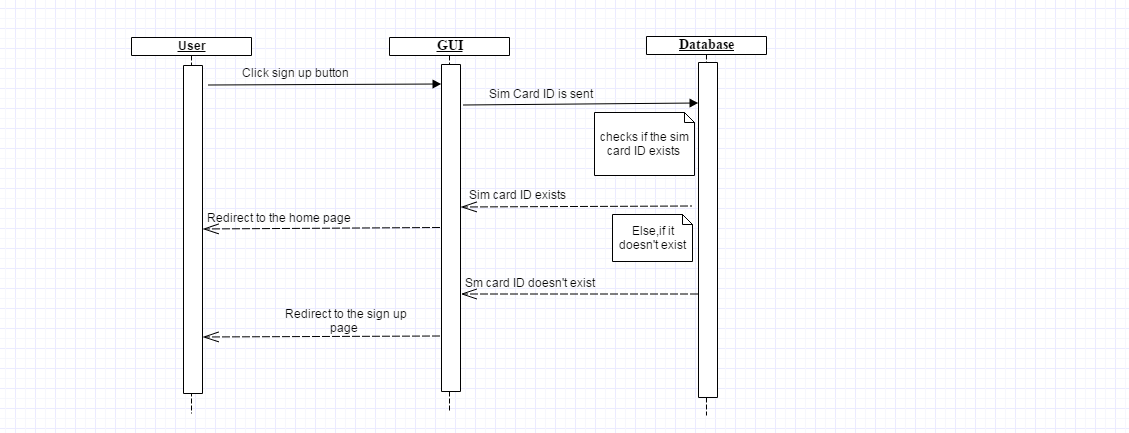 User
GUI
Database
Click sign up button
Sim Card ID is sent
checks if the sim
card ID exists
Sim card ID exists
Redirect to the home page
Else,if it
doesn't exist
Sm card ID doesn't exist
Redirect to the sign up
page